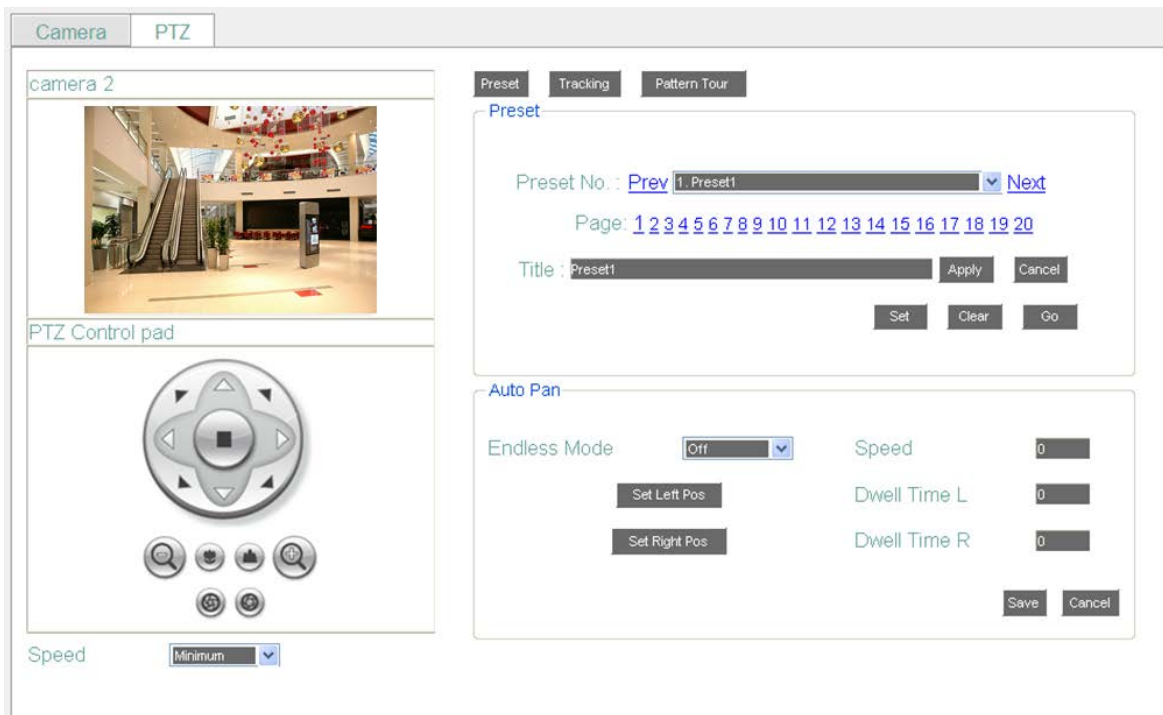 Camera PTZ
camera 2
PTZ Control pad
Speed Minimum
Preset Tracking Pattern Tour
Preset
Preset No. : Prev 1. Preset1 Next
Page: 1 2 3 4 5 6 7 8 9 10 11 12 13 14 15 16 17 18 19 20
Title : Preset1 Apply Cancel
Set Clear Go
Auto Pan
Endless Mode Off Speed 0
Set Left Pos Dwell Time L 0
Set Right Pos Dwell Time R 0
Save Cancel